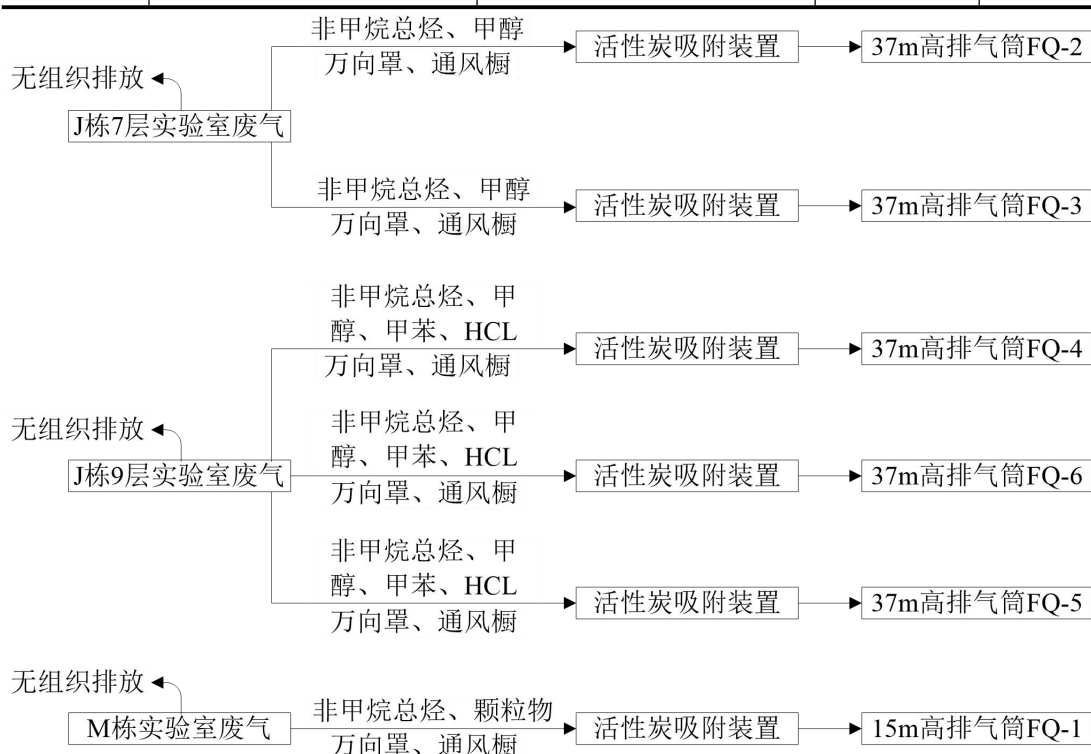 非甲烷总烃、甲醇
万向罩、通风橱
活性炭吸附装置
37m高排气筒FQ-2
无组织排放
J栋7层实验室废气
非甲烷总烃、甲醇
万向罩、通风橱
活性炭吸附装置
37m高排气筒FQ-3
非甲烷总烃、甲
醇、甲苯、HCL
万向罩、通风橱
活性炭吸附装置
37m高排气筒FQ-4
无组织排放
J栋9层实验室废气
非甲烷总烃、甲
醇、甲苯、HCL
万向罩、通风橱
活性炭吸附装置
37m高排气筒FQ-6
非甲烷总烃、甲
醇、甲苯、HCL
万向罩、通风橱
活性炭吸附装置
37m高排气筒FQ-5
无组织排放
M栋实验室废气
非甲烷总烃、颗粒物
万向罩、通风橱
活性炭吸附装置
15m高排气筒FQ-1